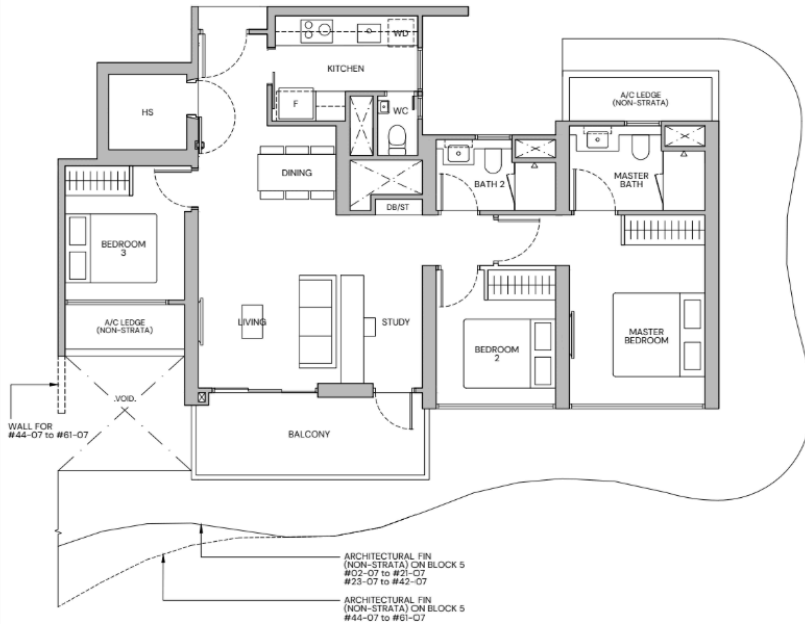 WD
KITCHEN
A/C LEDGE
(NON-STRATA)
HS
F
WC
DINING
BATH 2
MASTER
BATH
DB/ST
BEDROOM
3
A/C LEDGE
(NON-STRATA)
LIVING
STUDY
BEDROOM
2
MASTER
BEDROOM
VOID
WALL FOR
#44-07 to #61-07
BALCONY
ARCHITECTURAL FIN
(NON-STRATA) ON BLOCK 5
#02-07 to #21-07
#23-07 to #42-07
ARCHITECTURAL FIN
(NON-STRATA) ON BLOCK 5
#44-07 to #61-07